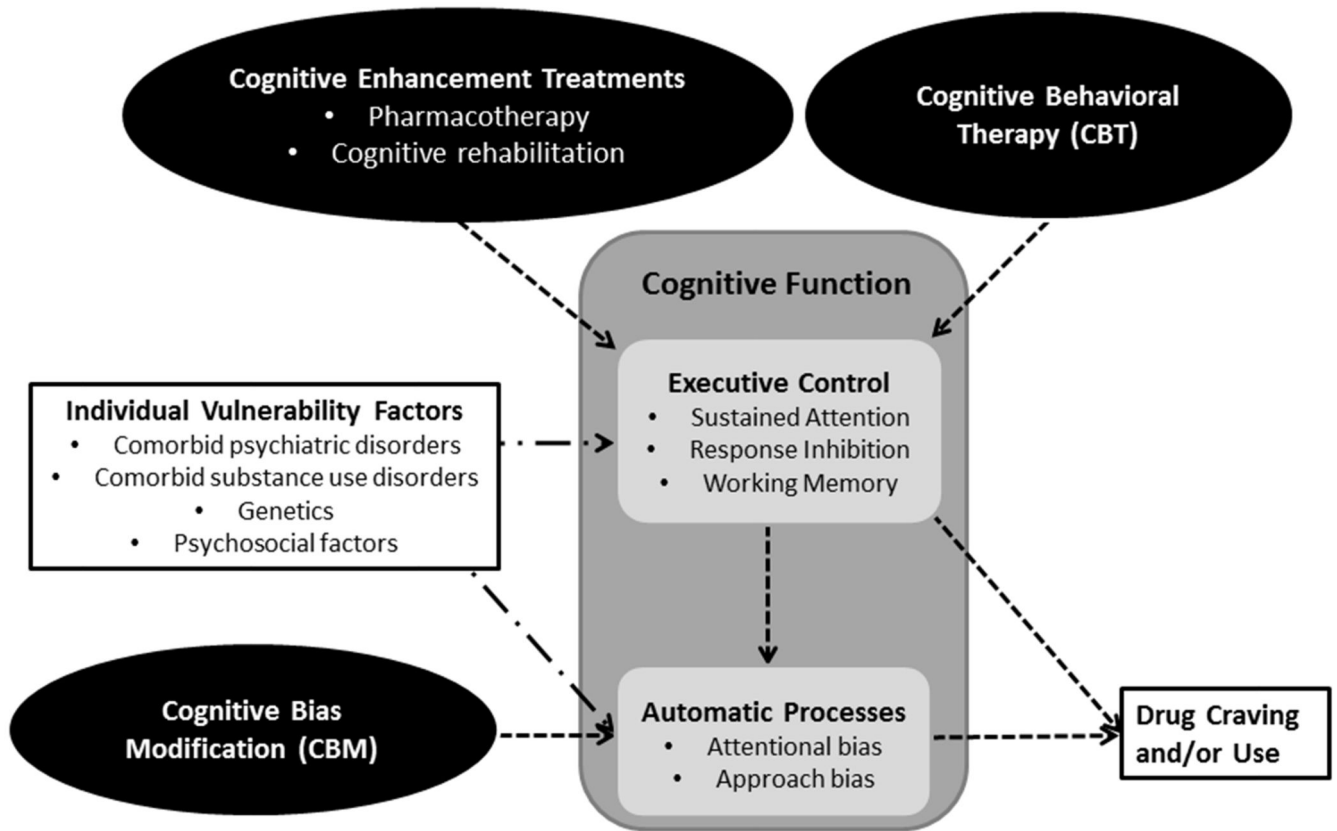 Cognitive Enhancement Treatments
• Pharmacotherapy
• Cognitive rehabilitation
Cognitive Behavioral
Therapy (CBT)
Cognitive Function
Executive Control
• Sustained Attention
• Response Inhibition
• Working Memory
Individual Vulnerability Factors
• Comorbid psychiatric disorders
• Comorbid substance use disorders
• Genetics
• Psychosocial factors
Cognitive Bias
Modification (CBM)
Automatic Processes
• Attentional bias
• Approach bias
Drug Craving
and/or Use